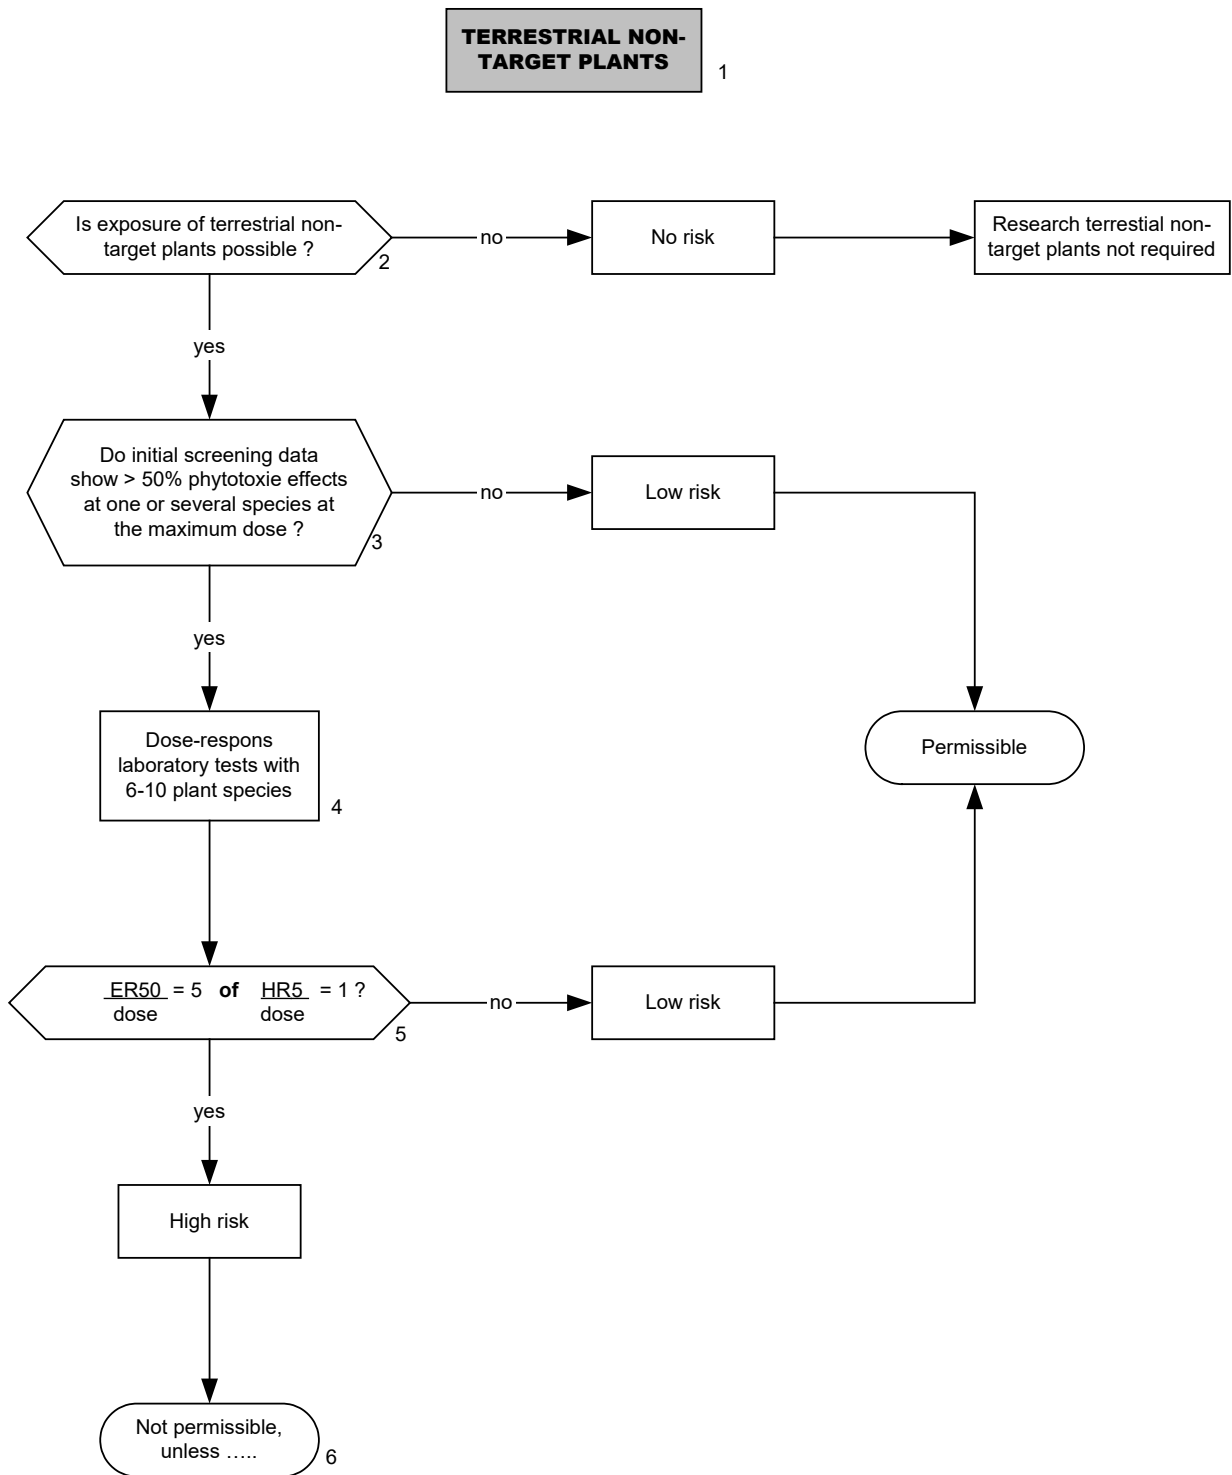 TERRESTRIAL NON-
TARGET PLANTS
1
Is exposure of terrestrial non-
target plants possible ?
2
no
No risk
Research terrestial non-
target plants not required
yes
Do initial screening data
show > 50% phytotoxie effects
at one or several species at
the maximum dose ?
3
no
Low risk
yes
Dose-respons
laboratory tests with
6-10 plant species
4
Permissible
ER50 = 5 of HR5 = 1 ?
dose dose
5
no
Low risk
yes
High risk
Not permissible,
unless …..
6